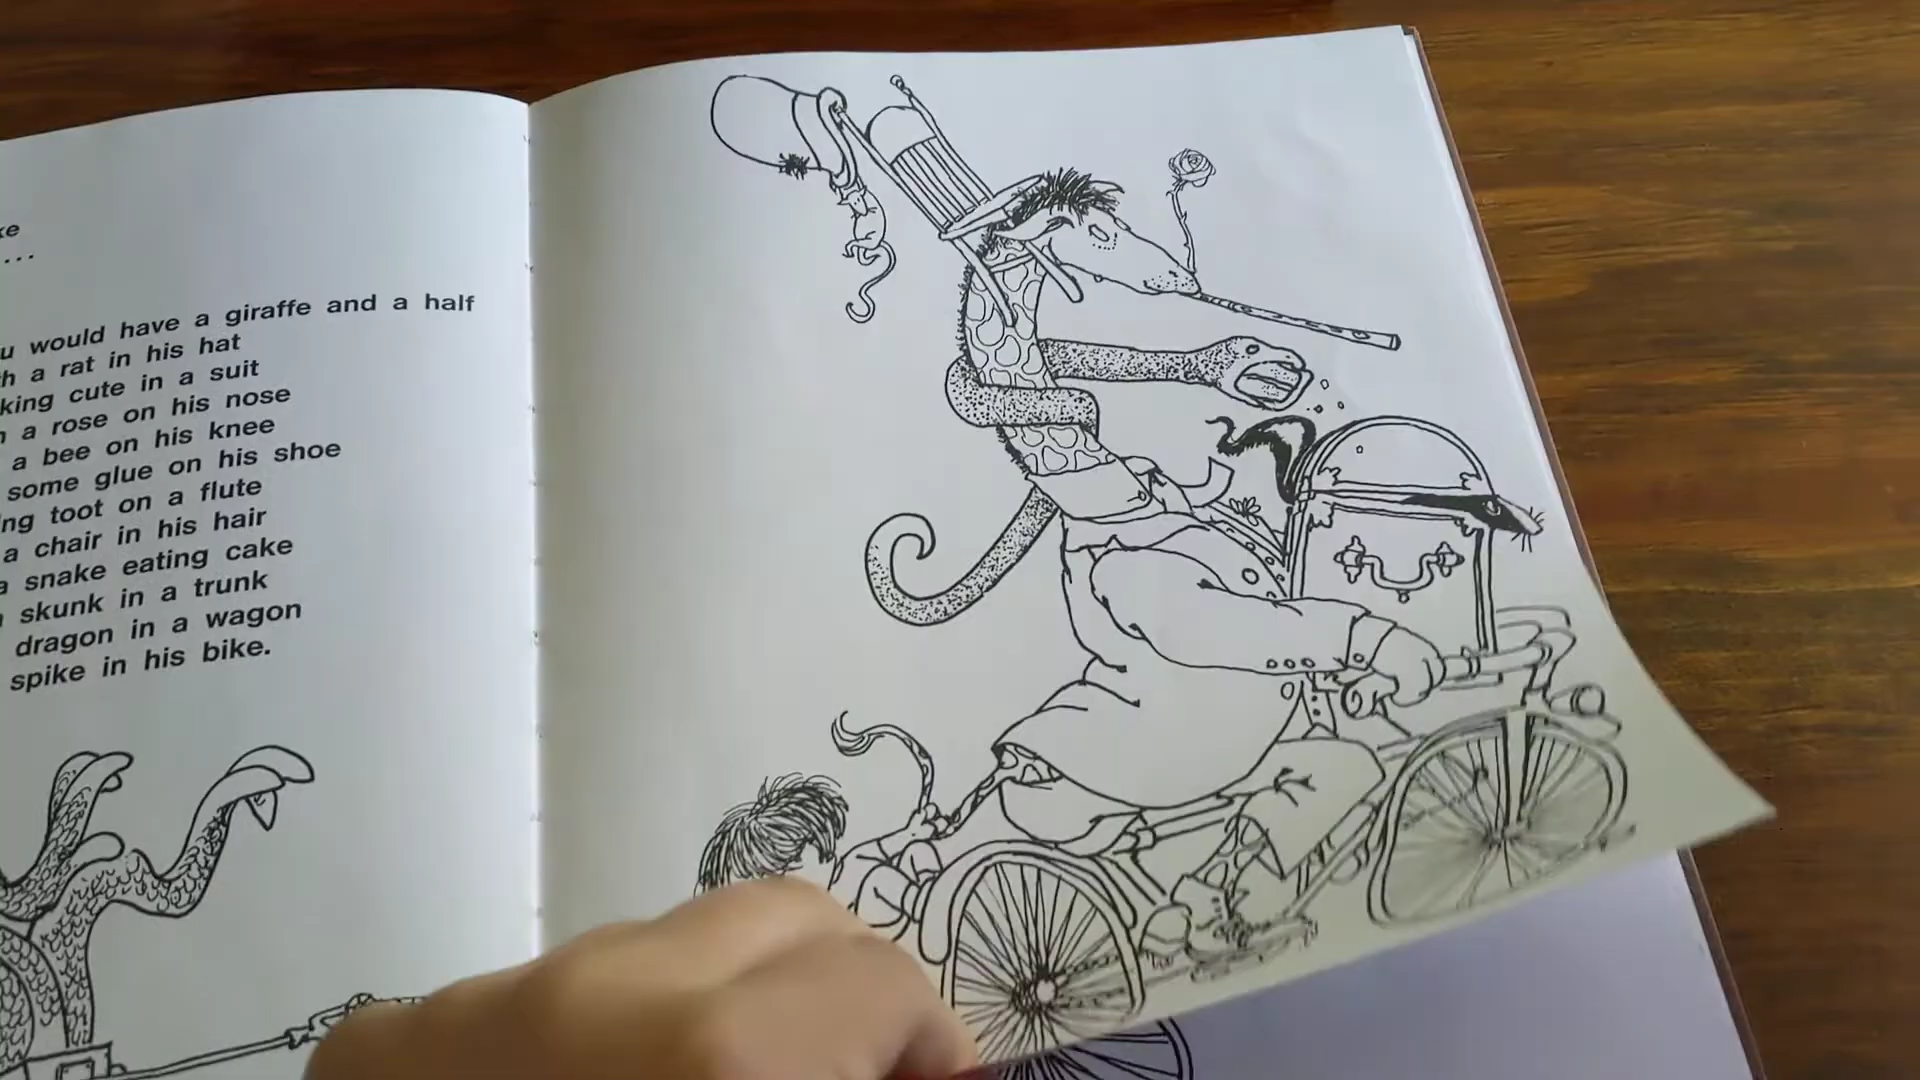 ke
...
u would have a giraffe and a half
h a rat in his hat
king cute in a suit
a rose on his nose
a bee on his knee
some glue on his shoe
ng toot on a flute
a chair in his hair
a snake eating cake
skunk in a trunk
dragon in a wagon
spike in his bike.